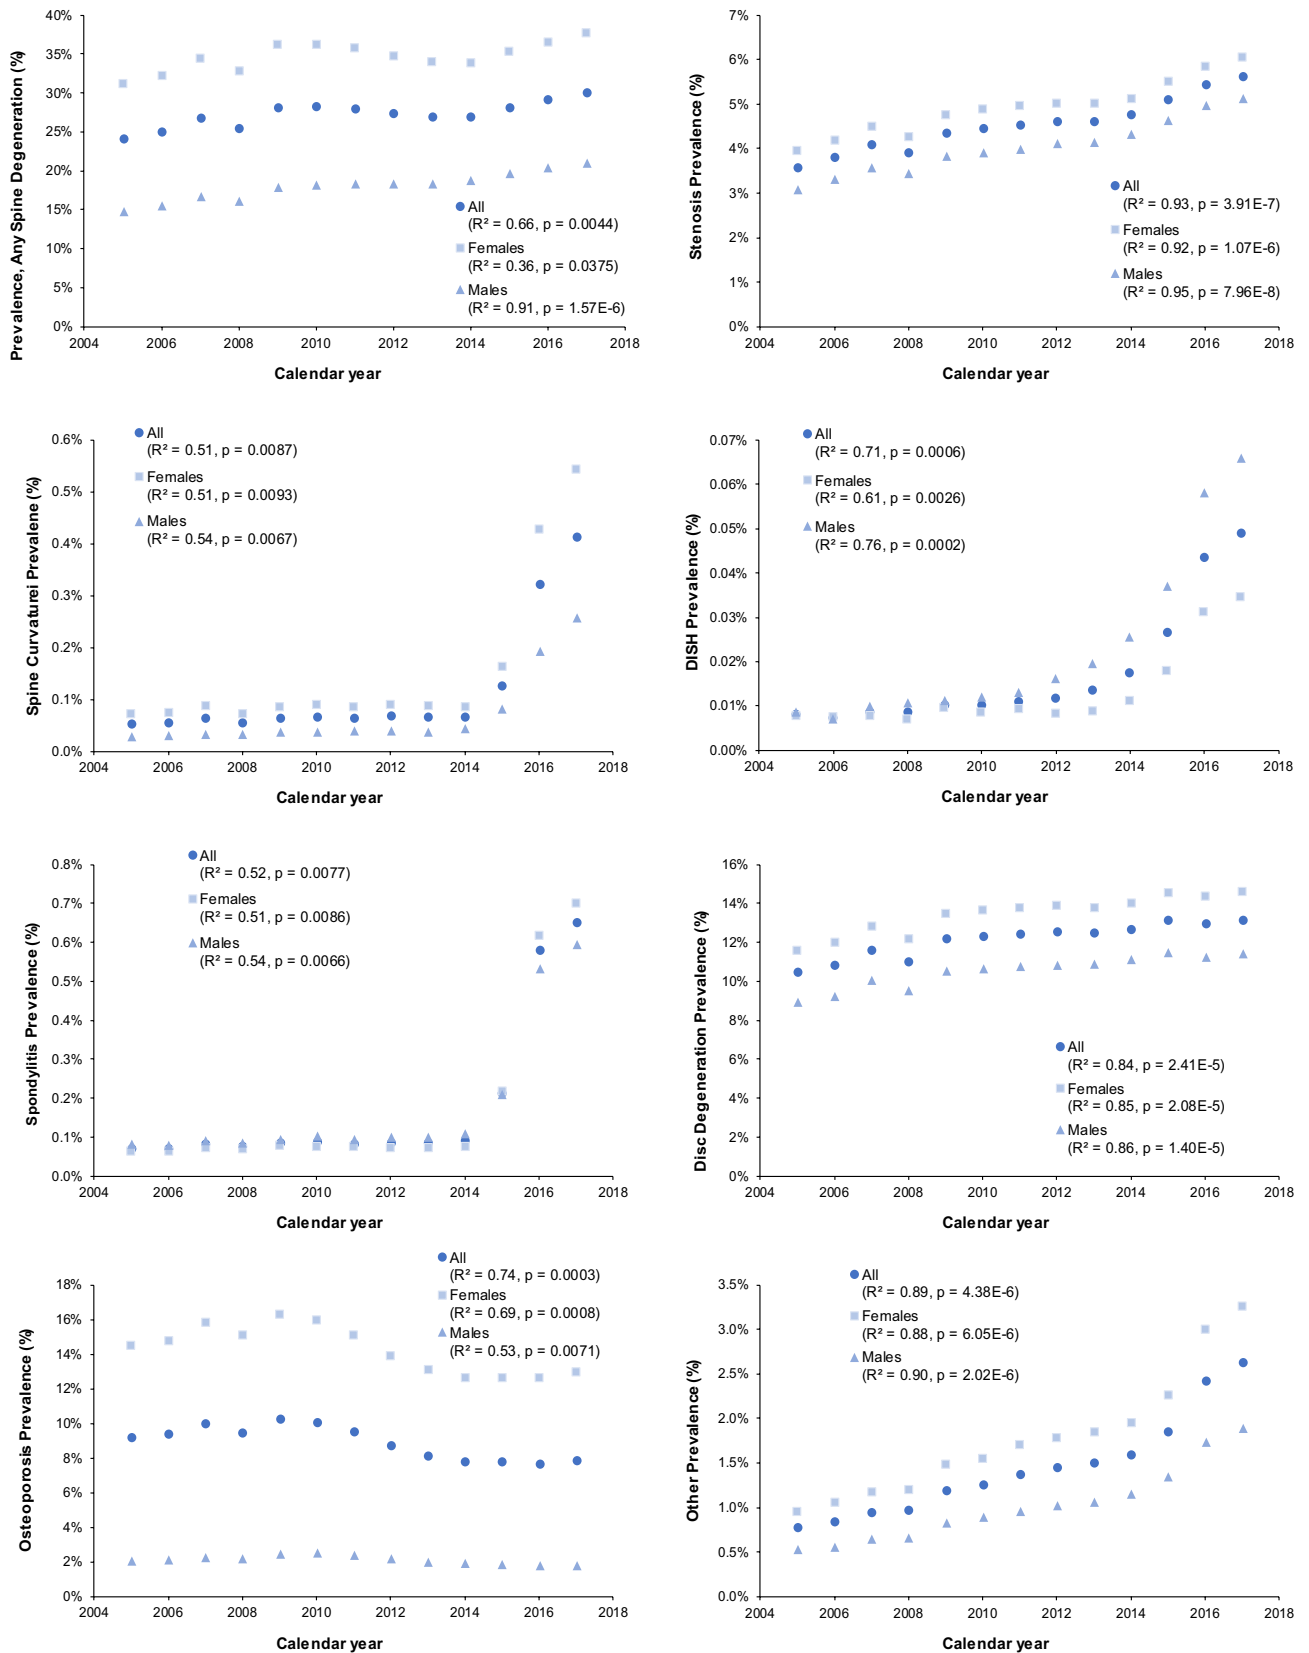 Prevalence, Any Spine Degeneration (%)
40%
35%
30%
25%
20%
15%
10%
5%
0%
All
(R² = 0.66, p = 0.0044)
Females
(R² = 0.36, p = 0.0375)
Males
(R² = 0.91, p = 1.57E-6)
2004 2006 2008 2010 2012 2014 2016 2018
Calendar year
Stenosis Prevalence (%)
7%
6%
5%
4%
3%
2%
1%
0%
All
(R² = 0.93, p = 3.91E-7)
Females
(R² = 0.92, p = 1.07E-6)
Males
(R² = 0.95, p = 7.96E-8)
2004 2006 2008 2010 2012 2014 2016 2018
Calendar year
Spine Curvaturei Prevalene (%)
0.6%
0.5%
0.4%
0.3%
0.2%
0.1%
0.0%
All
(R² = 0.51, p = 0.0087)
Females
(R² = 0.51, p = 0.0093)
Males
(R² = 0.54, p = 0.0067)
2004 2006 2008 2010 2012 2014 2016 2018
Calendar year
DISH Prevalence (%)
0.07%
0.06%
0.05%
0.04%
0.03%
0.02%
0.01%
0.00%
All
(R² = 0.71, p = 0.0006)
Females
(R² = 0.61, p = 0.0026)
Males
(R² = 0.76, p = 0.0002)
2004 2006 2008 2010 2012 2014 2016 2018
Calendar year
Spondylitis Prevalence (%)
0.8%
0.7%
0.6%
0.5%
0.4%
0.3%
0.2%
0.1%
0.0%
All
(R² = 0.52, p = 0.0077)
Females
(R² = 0.51, p = 0.0086)
Males
(R² = 0.54, p = 0.0066)
2004 2006 2008 2010 2012 2014 2016 2018
Calendar year
Disc Degeneration Prevalence (%)
16%
14%
12%
10%
8%
6%
4%
2%
0%
All
(R² = 0.84, p = 2.41E-5)
Females
(R² = 0.85, p = 2.08E-5)
Males
(R² = 0.86, p = 1.40E-5)
2004 2006 2008 2010 2012 2014 2016 2018
Calendar year
Osteoporosis Prevalence (%)
18%
16%
14%
12%
10%
8%
6%
4%
2%
0%
All
(R² = 0.74, p = 0.0003)
Females
(R² = 0.69, p = 0.0008)
Males
(R² = 0.53, p = 0.0071)
2004 2006 2008 2010 2012 2014 2016 2018
Calendar year
Other Prevalence (%)
3.5%
3.0%
2.5%
2.0%
1.5%
1.0%
0.5%
0.0%
All
(R² = 0.89, p = 4.38E-6)
Females
(R² = 0.88, p = 6.05E-6)
Males
(R² = 0.90, p = 2.02E-6)
2004 2006 2008 2010 2012 2014 2016 2018
Calendar year